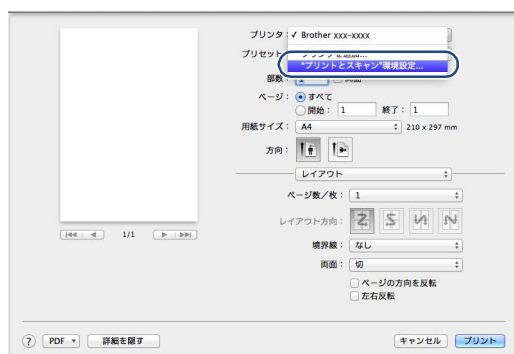 プリンタ： ✓ Brother xxx-xxxx
プリセット
"プリントとスキャン"環境設定...
部数： 1
ページ： すべて
開始： 1 終了： 1
用紙サイズ： A4 210 x 297 mm
方向：
レイアウト
ページ数／枚： 1
レイアウト方向：
境界線： なし
両面： 切
ページの方向を反転
左右反転
1/1
? PDF ▼ 詳細を隠す キャンセル プリント